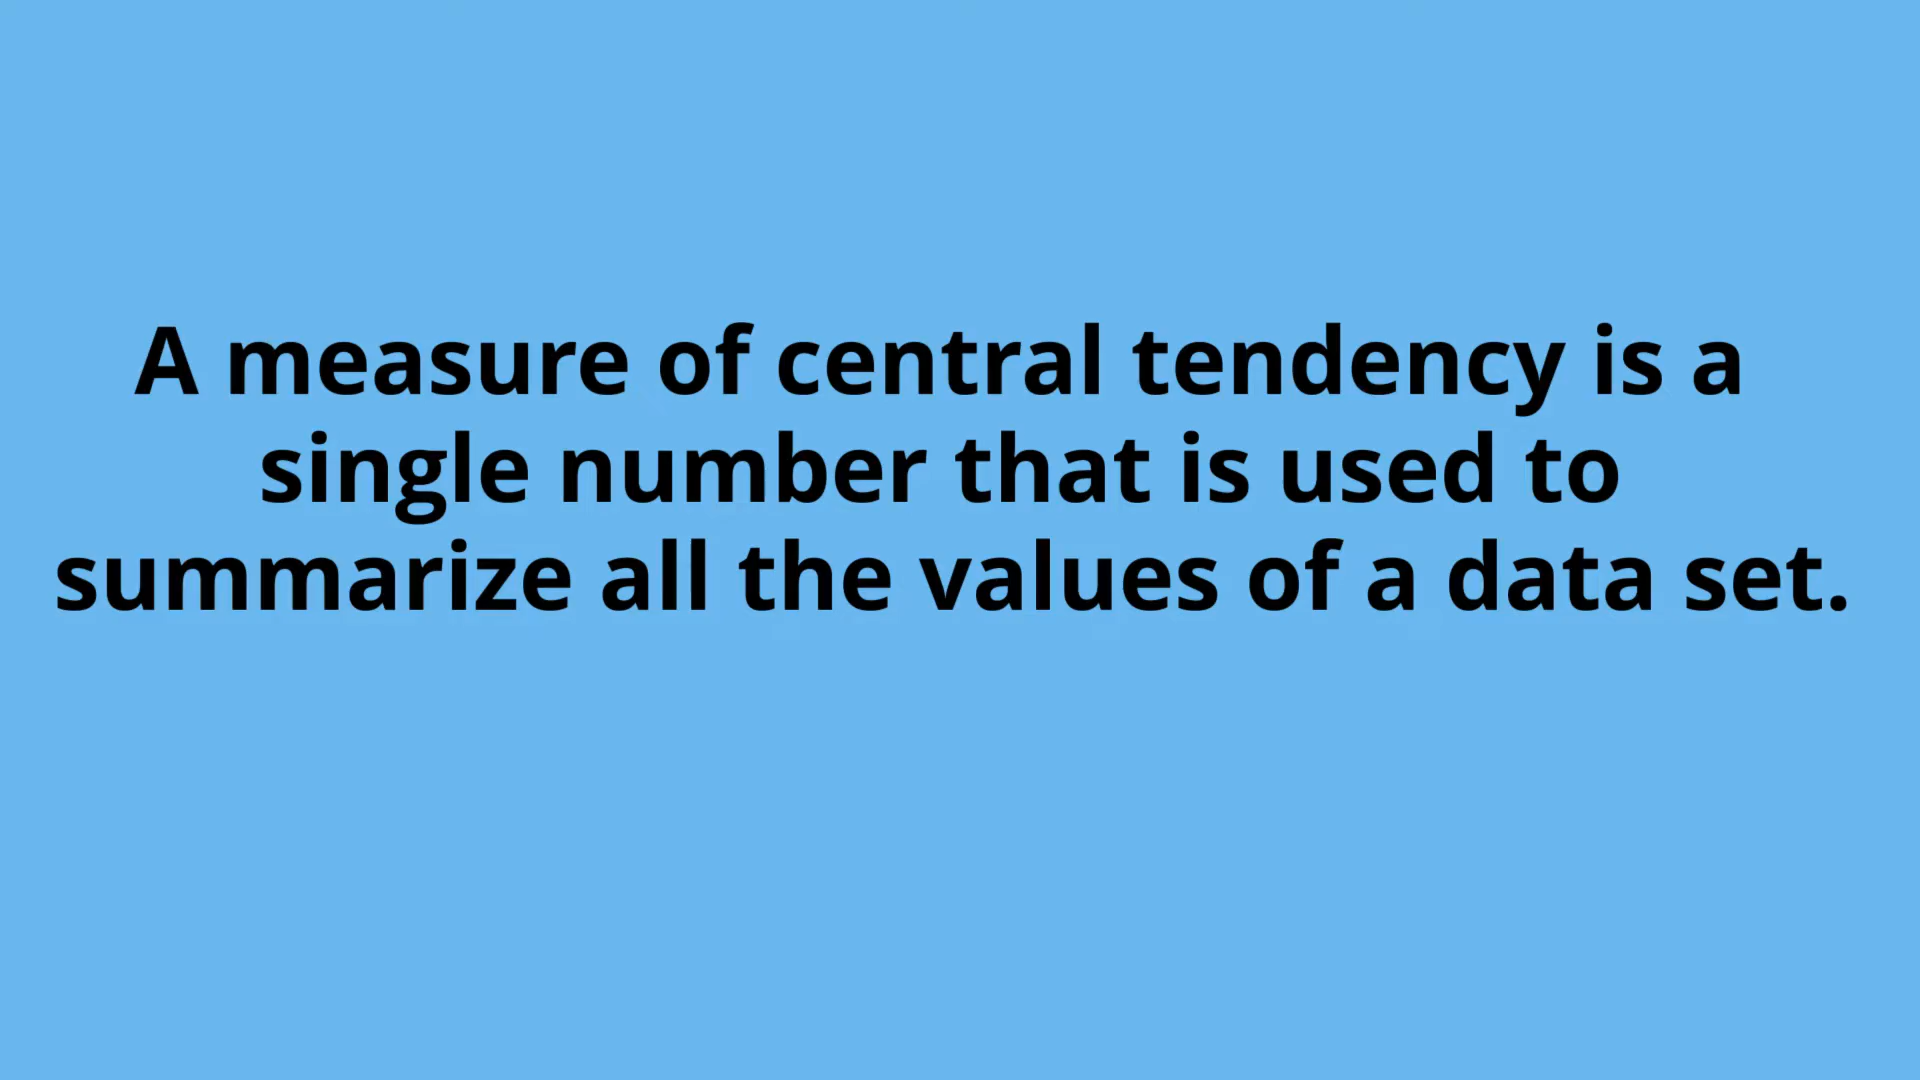 A measure of central tendency is a
single number that is used to
summarize all the values of a data set.